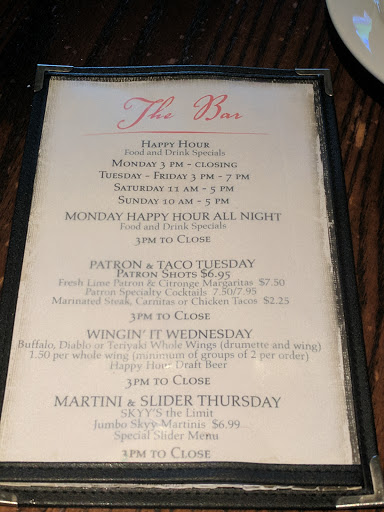 The Bar
Happy Hour
Food and Drink Specials
Monday 3 pm - closing
Tuesday - Friday 3 pm - 7 pm
Saturday 11 am - 5 pm
Sunday 10 am - 5 pm
MONDAY HAPPY HOUR ALL NIGHT
Food and Drink Specials
3PM to Close
PATRON & TACO TUESDAY
Patron Shots $6.95
Fresh Lime Patron & Citronge Margaritas $7.50
Patron Specialty Cocktails 7.50/7.95
Marinated Steak, Carnitas or Chicken Tacos $2.25
3PM to Close
WINGIN' IT WEDNESDAY
Buffalo, Diablo or Teriyaki Whole Wings (drumette and wing)
1.50 per whole wing (minimum of groups of 2 per order)
Happy Hour Draft Beer
3PM to Close
MARTINI & SLIDER THURSDAY
SKYY'S the Limit
Jumbo Skyy Martinis $6.99
Special Slider Menu
3PM to Close